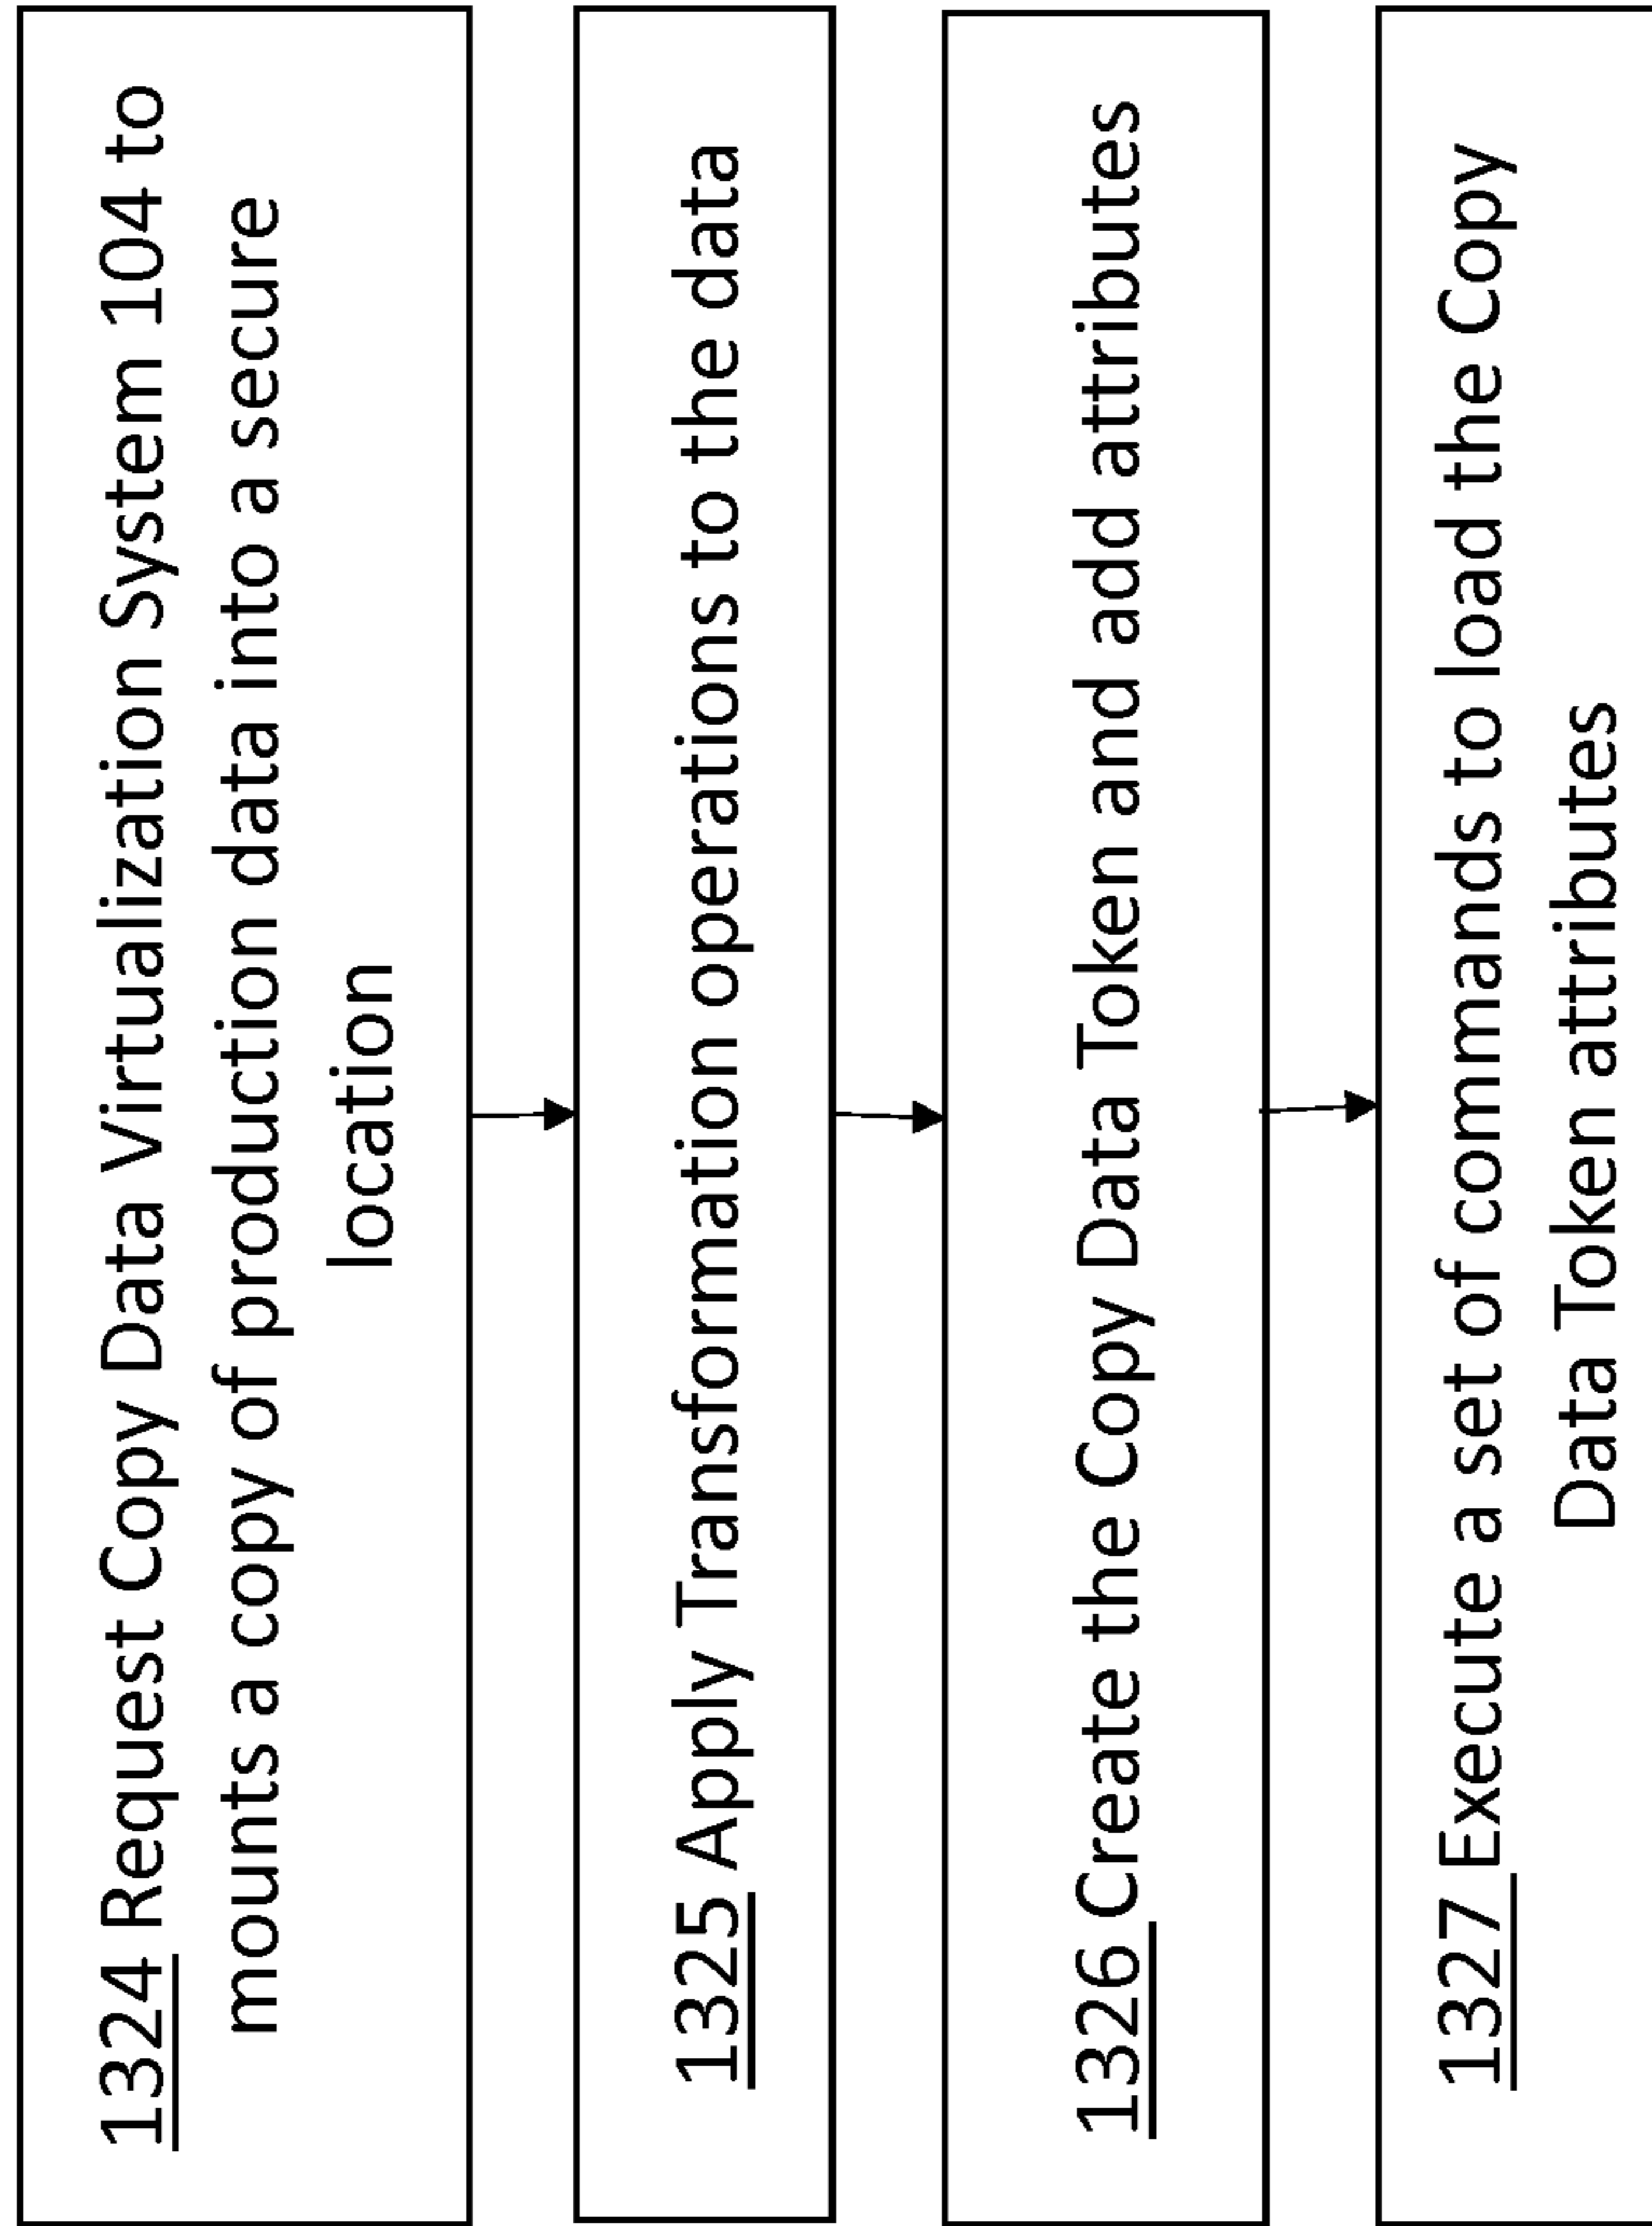 1324 Request Copy Data Virtualization System 104 to
mounts a copy of production data into a secure
location
1325 Apply Transformation operations to the data
1326 Create the Copy Data Token and add attributes
1327 Execute a set of commands to load the Copy
Data Token attributes